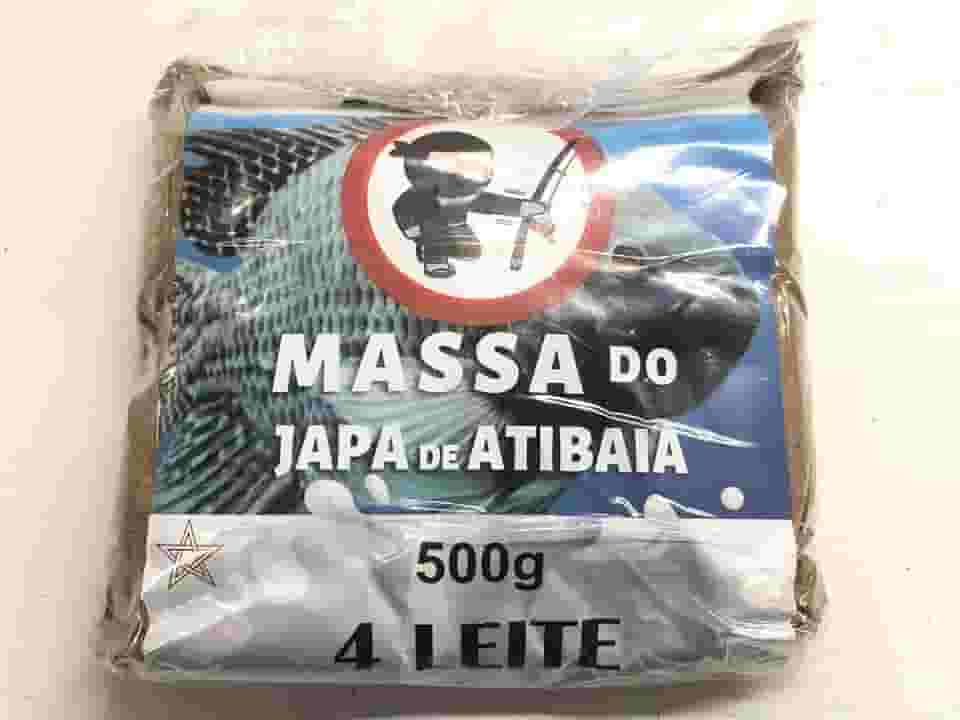 MASSA DO
JAPA DE ATIBAIA
500g
4 LEITE